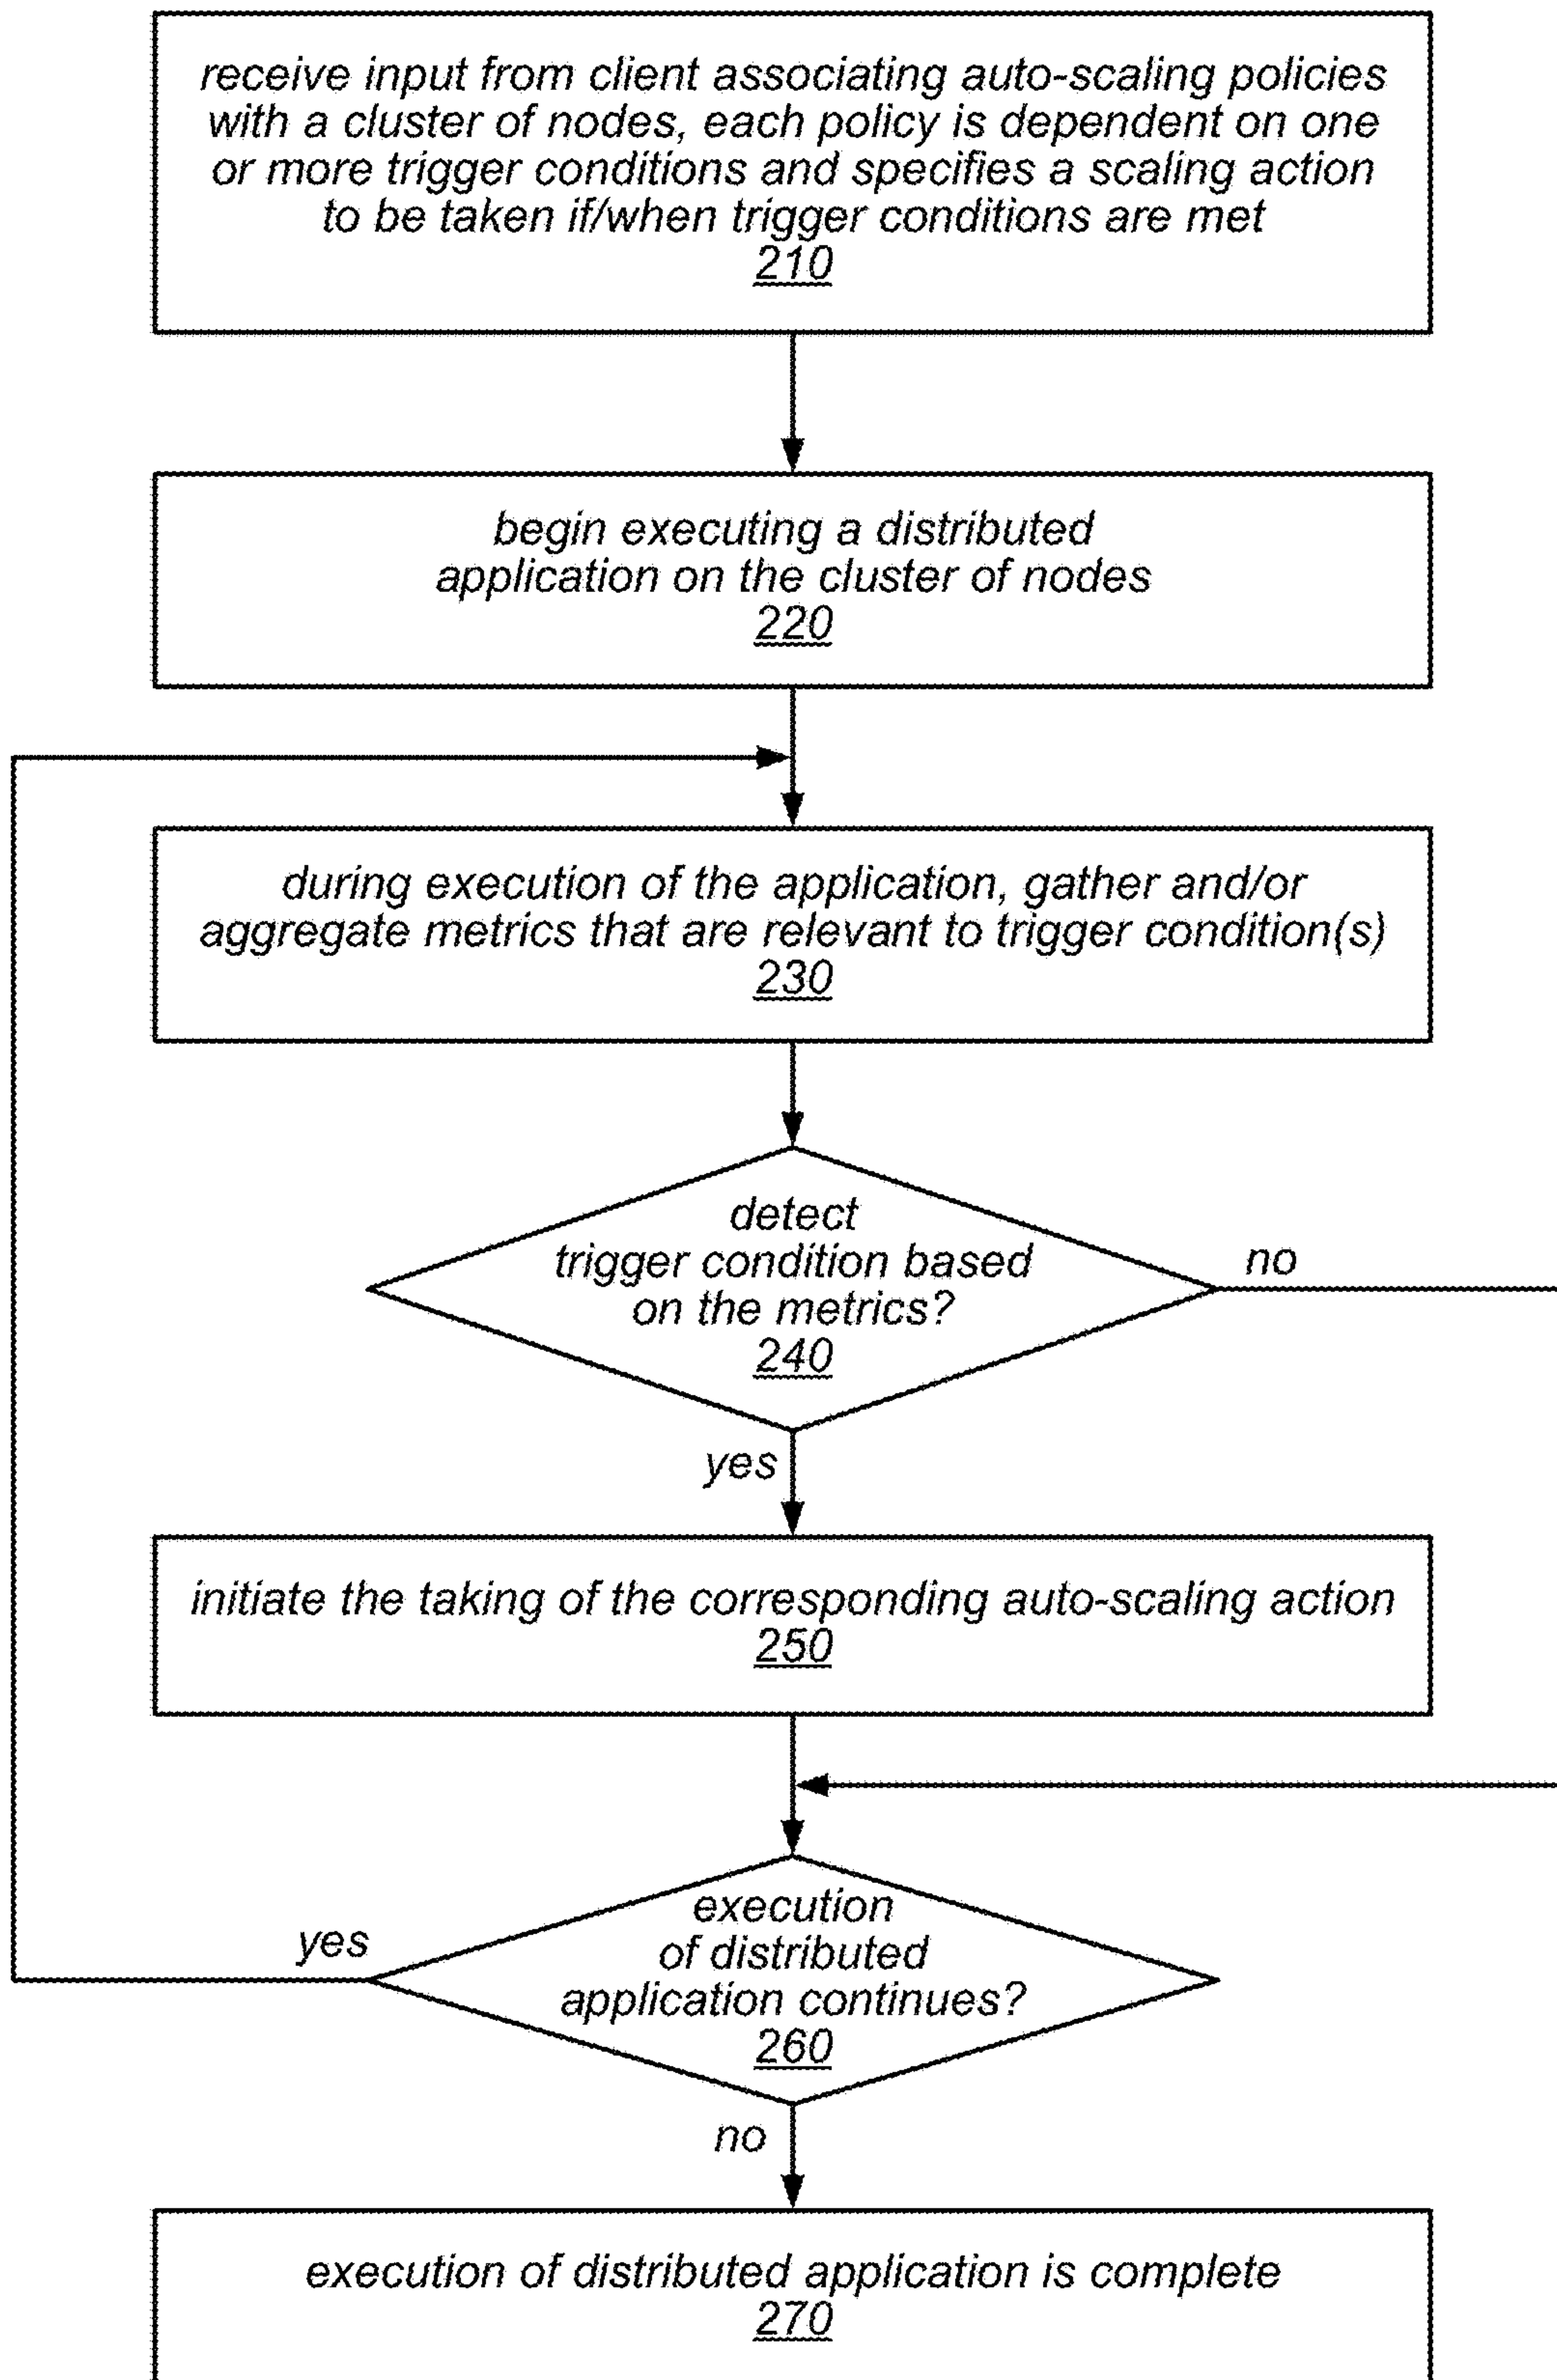 receive input from client associating auto-scaling policies
with a cluster of nodes, each policy is dependent on one
or more trigger conditions and specifies a scaling action
to be taken if/when trigger conditions are met
210
begin executing a distributed
application on the cluster of nodes
220
during execution of the application, gather and/or
aggregate metrics that are relevant to trigger condition(s)
230
detect
trigger condition based
on the metrics?
240
no
yes
initiate the taking of the corresponding auto-scaling action
250
execution
of distributed
application continues?
260
yes
no
execution of distributed application is complete
270